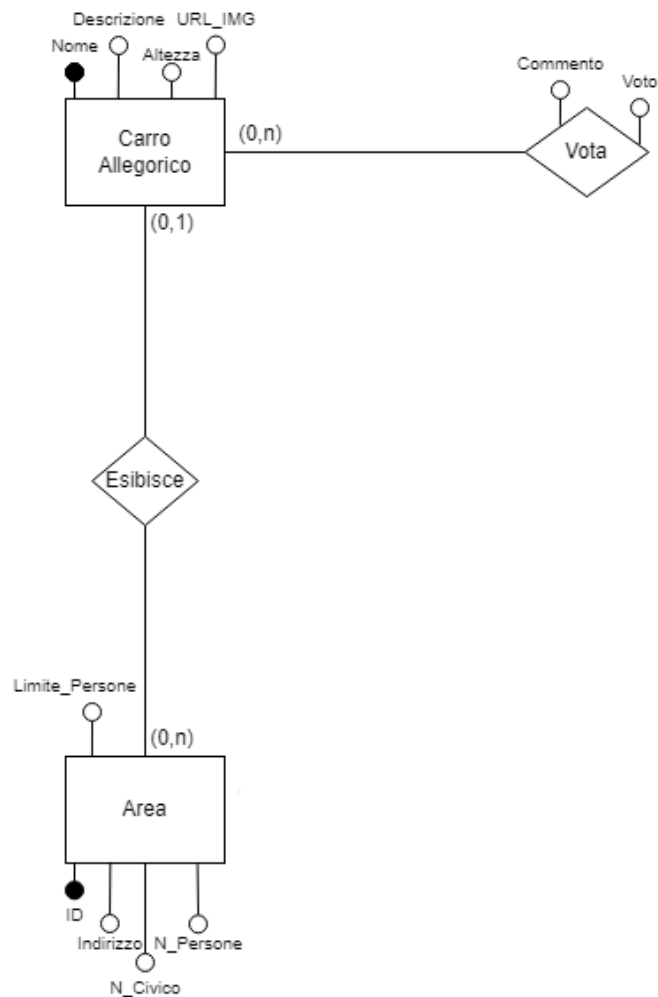 Descrizione URL_IMG
Nome
Altezza
Commento
Voto
Carro
Allegorico
(0,n)
Vota
(0,1)
Esibisce
Limite_Persone
(0,n)
Area
ID
Indirizzo
N_Persone
N_Civico